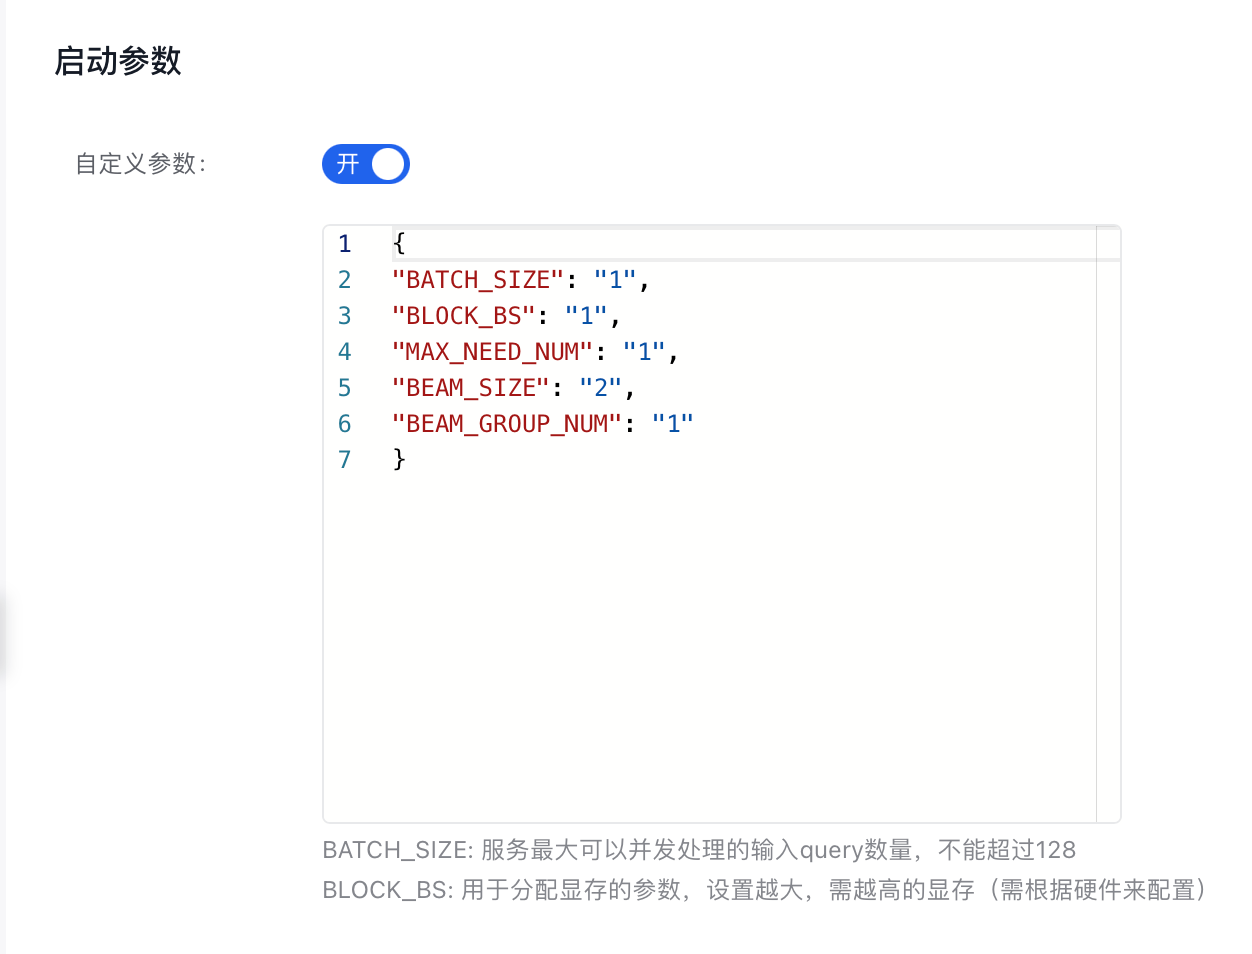 启动参数
自定义参数：
开
1 {
2 "BATCH_SIZE": "1",
3 "BLOCK_BS": "1",
4 "MAX_NEED_NUM": "1",
5 "BEAM_SIZE": "2",
6 "BEAM_GROUP_NUM": "1"
7 }
BATCH_SIZE: 服务最大可以并发处理的输入query数量，不能超过128
BLOCK_BS: 用于分配显存的参数，设置越大，需越高的显存（需根据硬件来配置）